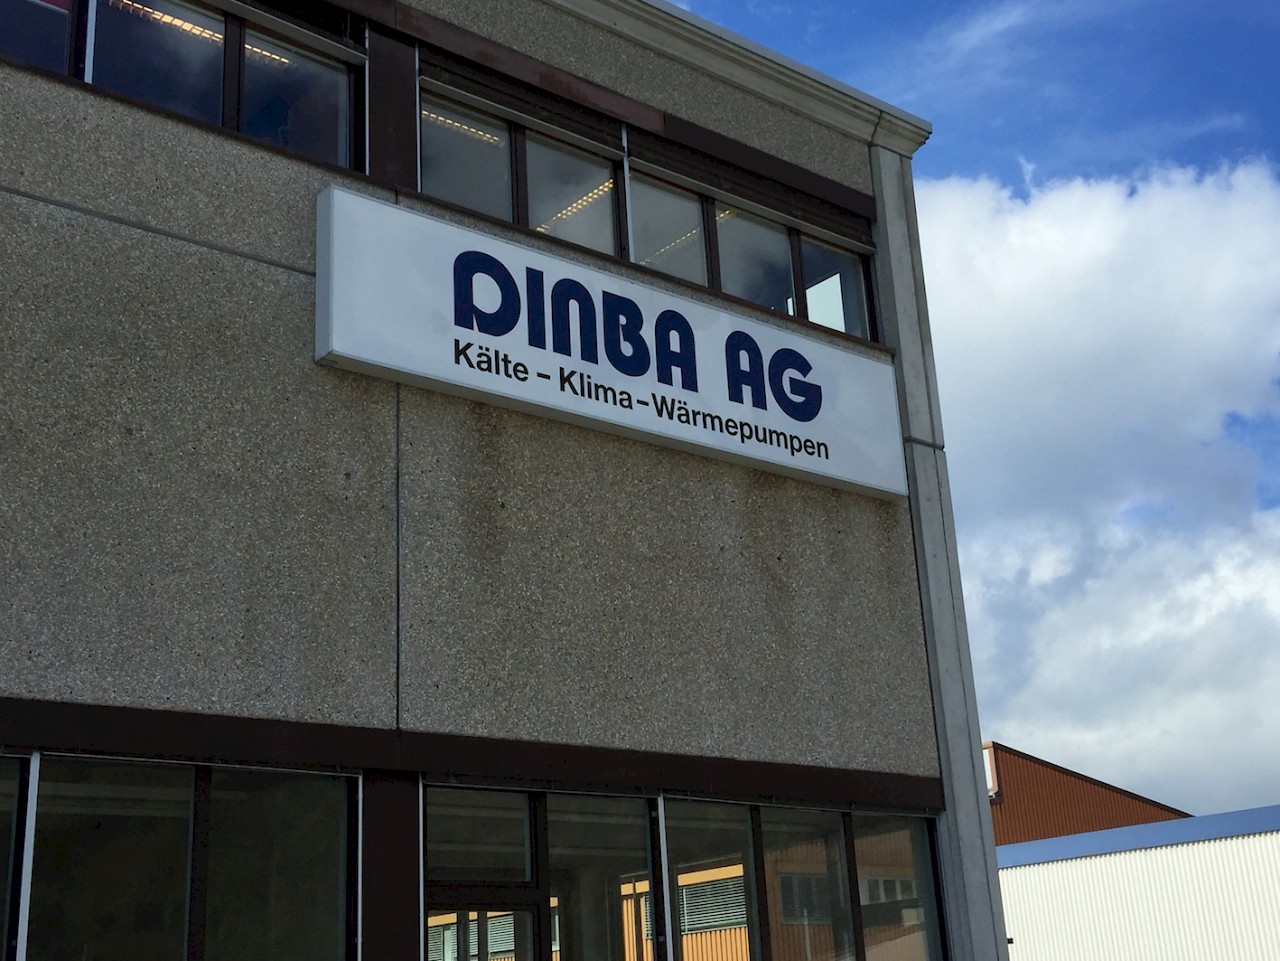 DINBA AG
Kälte – Klima – Wärmepumpen